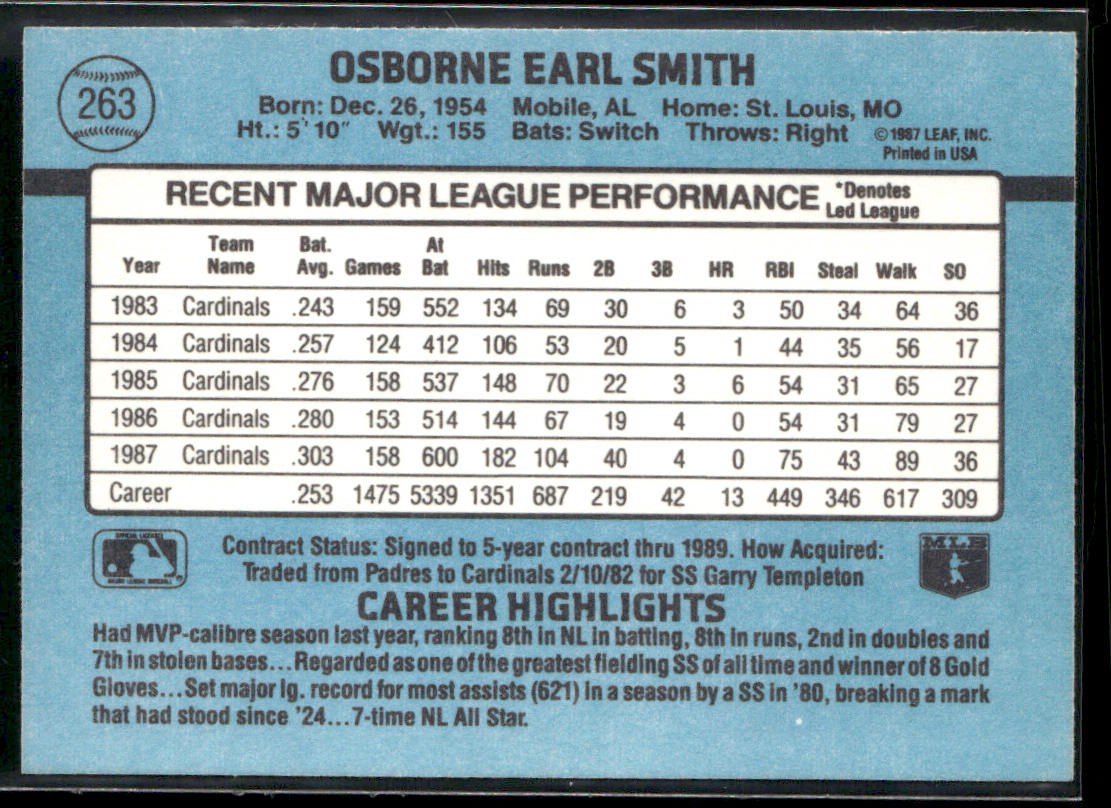 263
OSBORNE EARL SMITH
Born: Dec. 26, 1954 Mobile, AL Home: St. Louis, MO
Ht.: 5' 10" Wgt.: 155 Bats: Switch Throws: Right ©1987 LEAF, INC.
Printed in USA
RECENT MAJOR LEAGUE PERFORMANCE *Denotes
Led League
Year Team Name Bat. Avg. Games At Bat Hits Runs 2B 3B HR RBI Steal Walk SO
1983 Cardinals .243 159 552 134 69 30 6 3 50 34 64 36
1984 Cardinals .257 124 412 106 53 20 5 1 44 35 56 17
1985 Cardinals .276 158 537 148 70 22 3 6 54 31 65 27
1986 Cardinals .280 153 514 144 67 19 4 0 54 31 79 27
1987 Cardinals .303 158 600 182 104 40 4 0 75 43 89 36
Career .253 1475 5339 1351 687 219 42 13 449 346 617 309
OFFICIAL LICENSEE
MAJOR LEAGUE BASEBALL
Contract Status: Signed to 5-year contract thru 1989. How Acquired:
Traded from Padres to Cardinals 2/10/82 for SS Garry Templeton
MLB
CAREER HIGHLIGHTS
Had MVP-calibre season last year, ranking 8th in NL in batting, 8th in runs, 2nd in doubles and
7th in stolen bases...Regarded as one of the greatest fielding SS of all time and winner of 8 Gold
Gloves...Set major lg. record for most assists (621) in a season by a SS in '80, breaking a mark
that had stood since '24...7-time NL All Star.